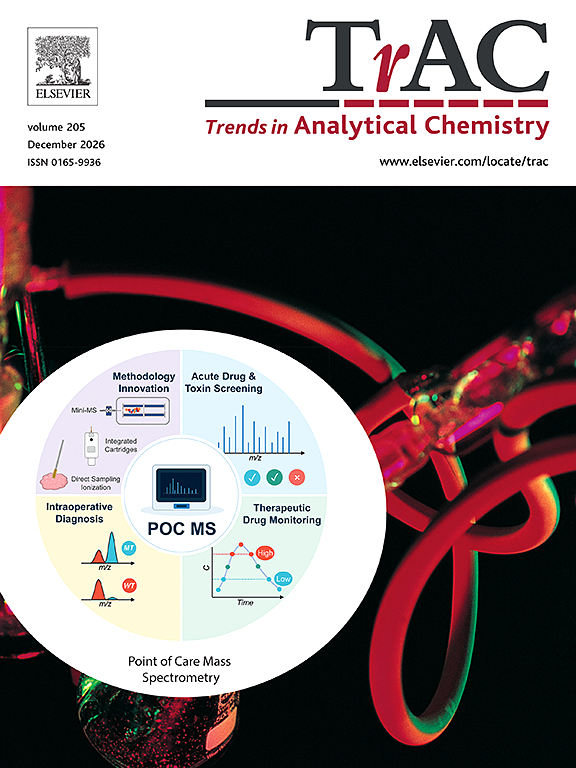 TrAC
ELSEVIER
volume 205
December 2026
ISSN 0165-9936
Trends in Analytical Chemistry
www.elsevier.com/locate/trac
Methodology
Innovation
Mini-MS
Integrated
Cartridges
Direct Sampling
Ionization
Acute Drug &
Toxin Screening
m/z
POC MS
Intraoperative
Diagnosis
MT
m/z
WT
m/z
Therapeutic
Drug Monitoring
C
High
Low
Time
Point of Care Mass
Spectrometry